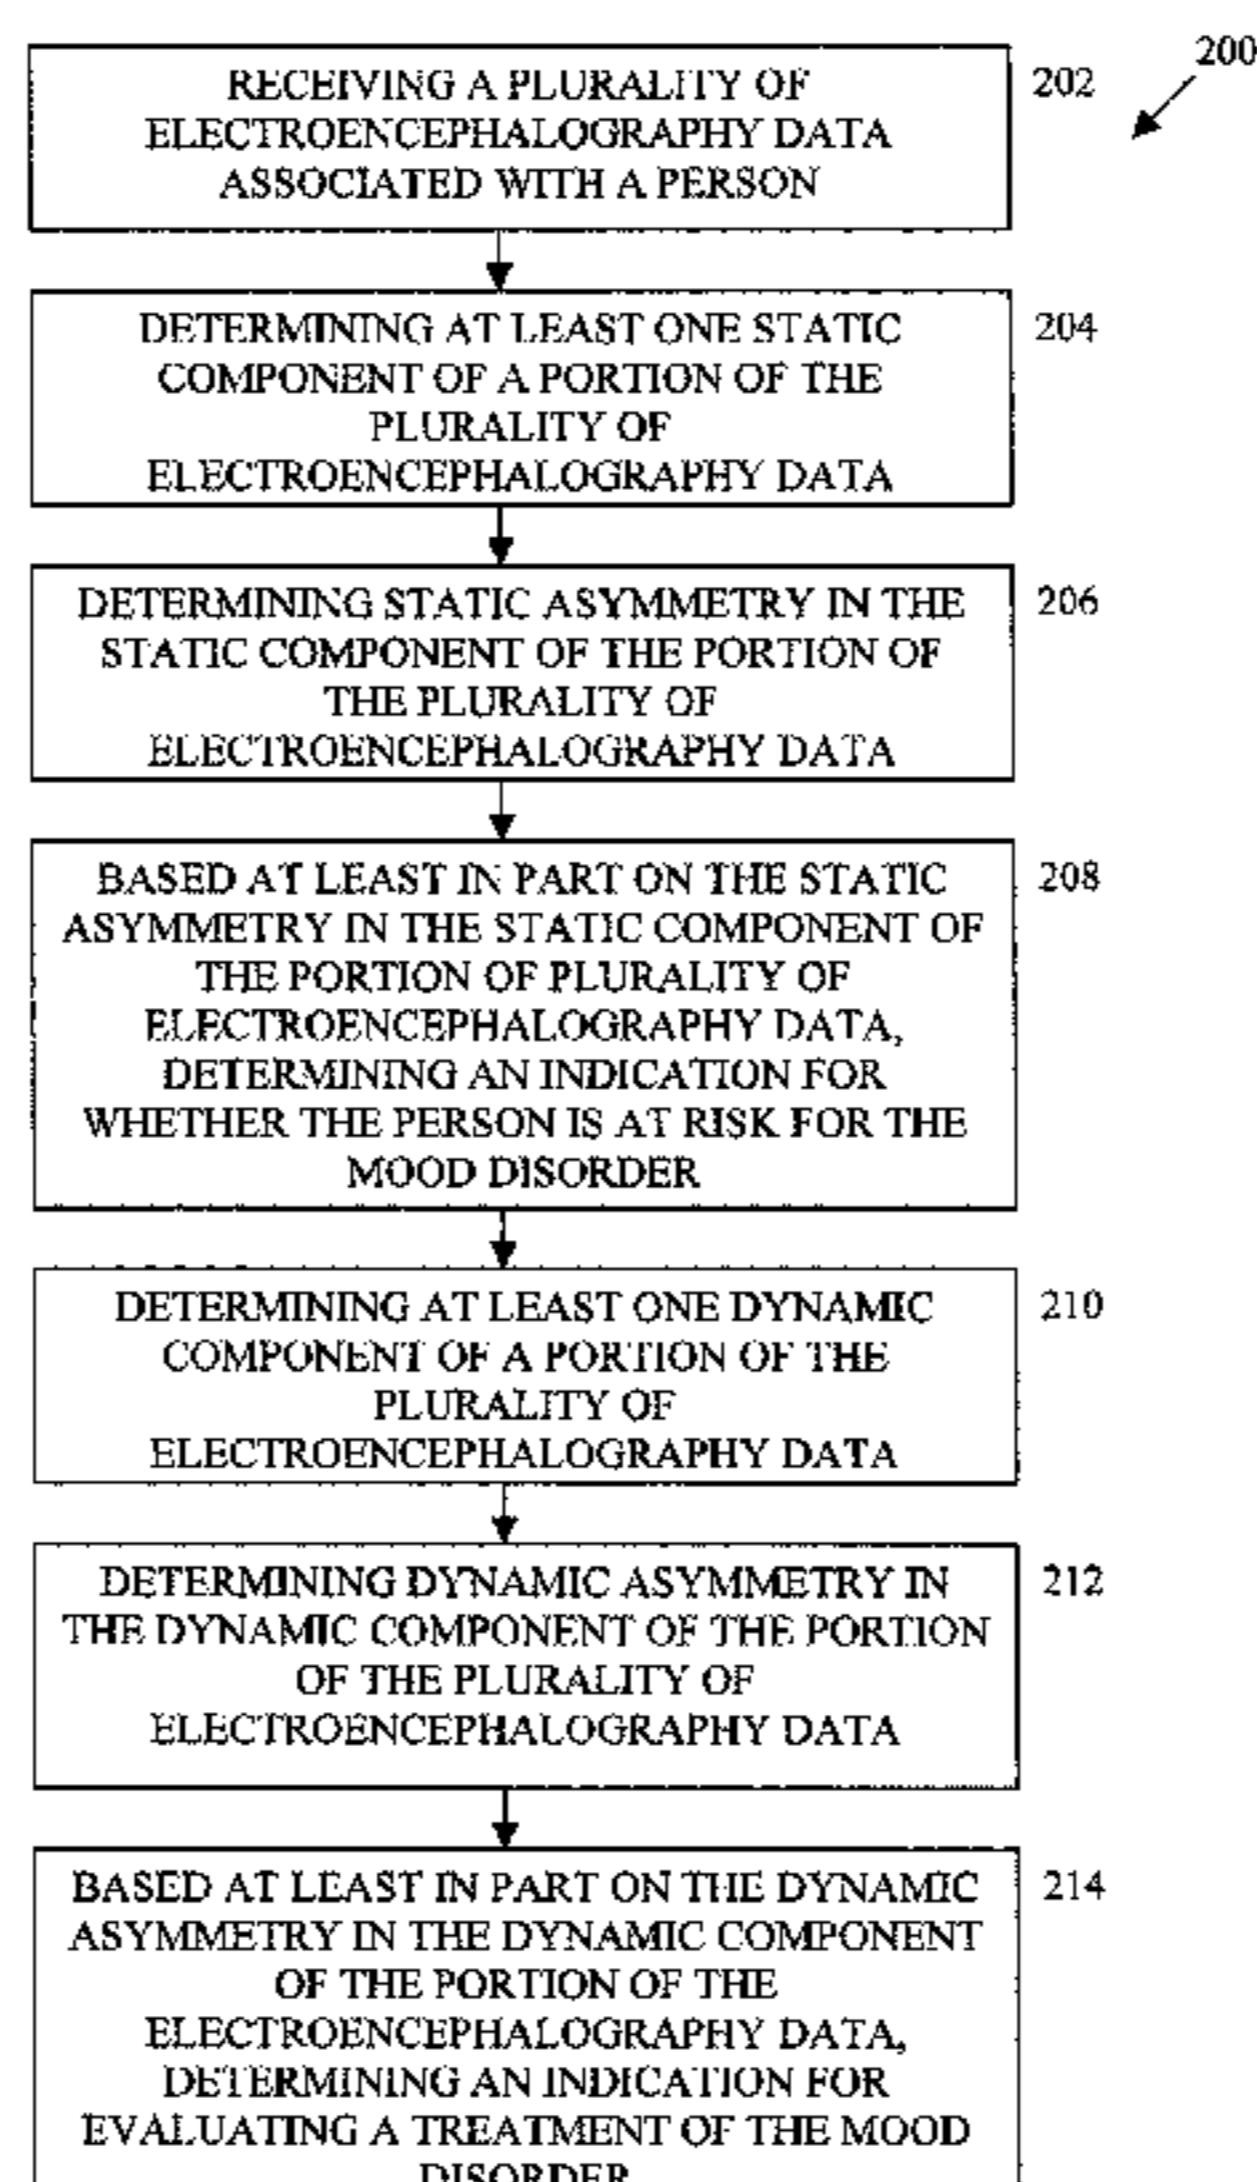 200
RECEIVING A PLURALITY OF
ELECTROENCEPHALOGRAPHY DATA
ASSOCIATED WITH A PERSON
202
DETERMINING AT LEAST ONE STATIC
COMPONENT OF A PORTION OF THE
PLURALITY OF
ELECTROENCEPHALOGRAPHY DATA
204
DETERMINING STATIC ASYMMETRY IN THE
STATIC COMPONENT OF THE PORTION OF
THE PLURALITY OF
ELECTROENCEPHALOGRAPHY DATA
206
BASED AT LEAST IN PART ON THE STATIC
ASYMMETRY IN THE STATIC COMPONENT OF
THE PORTION OF PLURALITY OF
ELECTROENCEPHALOGRAPHY DATA,
DETERMINING AN INDICATION FOR
WHETHER THE PERSON IS AT RISK FOR THE
MOOD DISORDER
208
DETERMINING AT LEAST ONE DYNAMIC
COMPONENT OF A PORTION OF THE
PLURALITY OF
ELECTROENCEPHALOGRAPHY DATA
210
DETERMINING DYNAMIC ASYMMETRY IN
THE DYNAMIC COMPONENT OF THE PORTION
OF THE PLURALITY OF
ELECTROENCEPHALOGRAPHY DATA
212
BASED AT LEAST IN PART ON THE DYNAMIC
ASYMMETRY IN THE DYNAMIC COMPONENT
OF THE PORTION OF THE
ELECTROENCEPHALOGRAPHY DATA,
DETERMINING AN INDICATION FOR
EVALUATING A TREATMENT OF THE MOOD
DISORDER
214